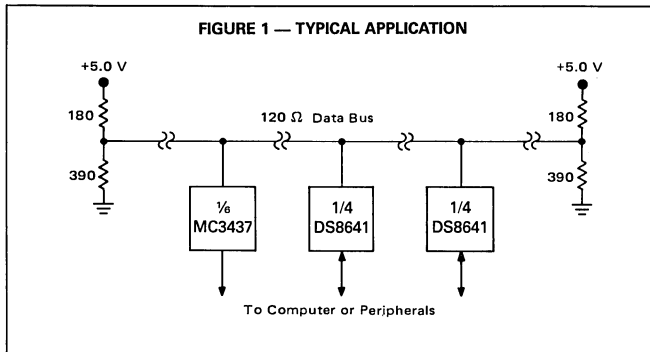 FIGURE 1 — TYPICAL APPLICATION
+5.0 V
+5.0 V
180
120 Ω Data Bus
180
390
390
⅙
MC3437
1/4
DS8641
1/4
DS8641
To Computer or Peripherals